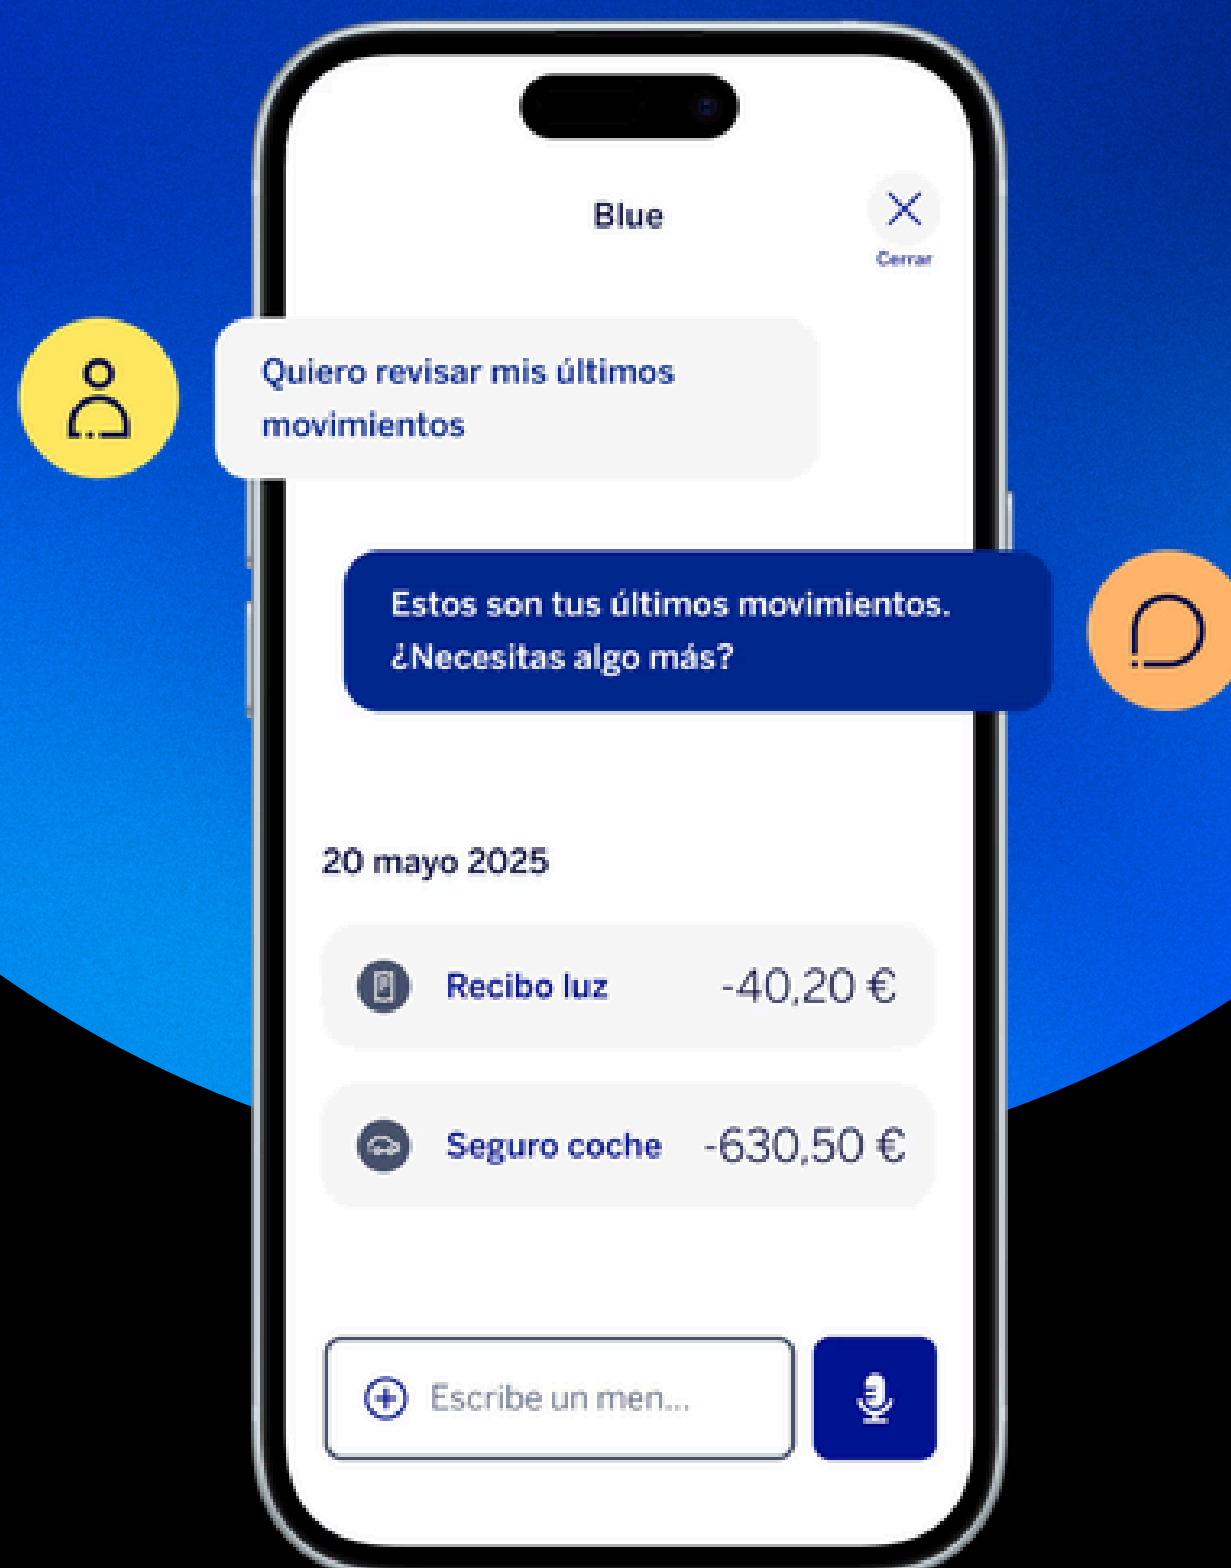 Blue
Cerrar
Quiero revisar mis últimos
movimientos
Estos son tus últimos movimientos.
¿Necesitas algo más?
20 mayo 2025
Recibo luz -40,20 €
Seguro coche -630,50 €
Escribe un men...